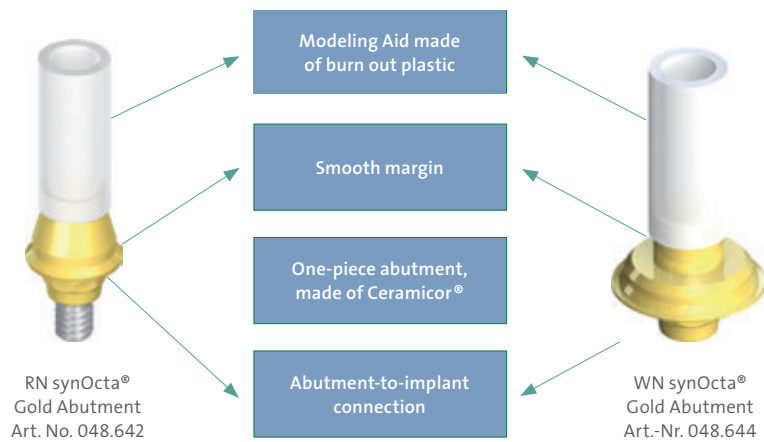 Modeling Aid made
of burn out plastic
Smooth margin
One-piece abutment,
made of Ceramicor®
Abutment-to-implant
connection
RN synOcta®
Gold Abutment
Art. No. 048.642
WN synOcta®
Gold Abutment
Art.-Nr. 048.644